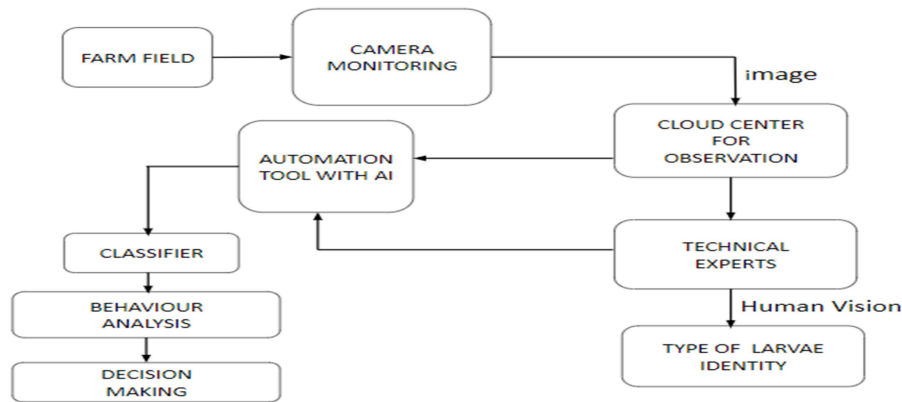 FARM FIELD
CAMERA
MONITORING
image
CLOUD CENTER
FOR
OBSERVATION
AUTOMATION
TOOL WITH AI
TECHNICAL
EXPERTS
CLASSIFIER
Human Vision
BEHAVIOUR
ANALYSIS
TYPE OF LARVAE
IDENTITY
DECISION
MAKING